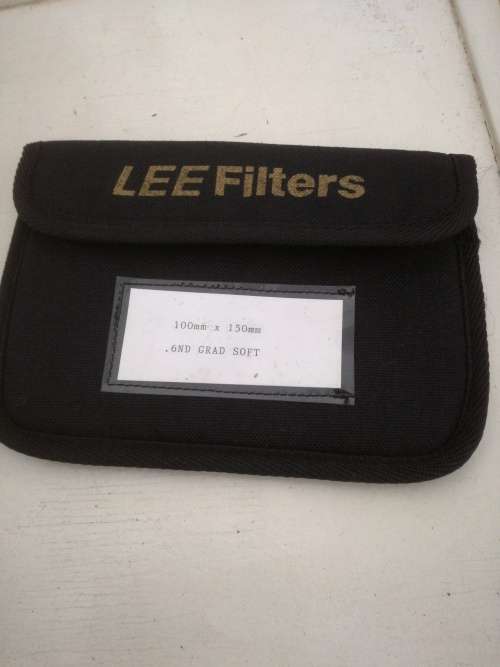 LEE Filters
100mm x 150mm
.6ND GRAD SOFT